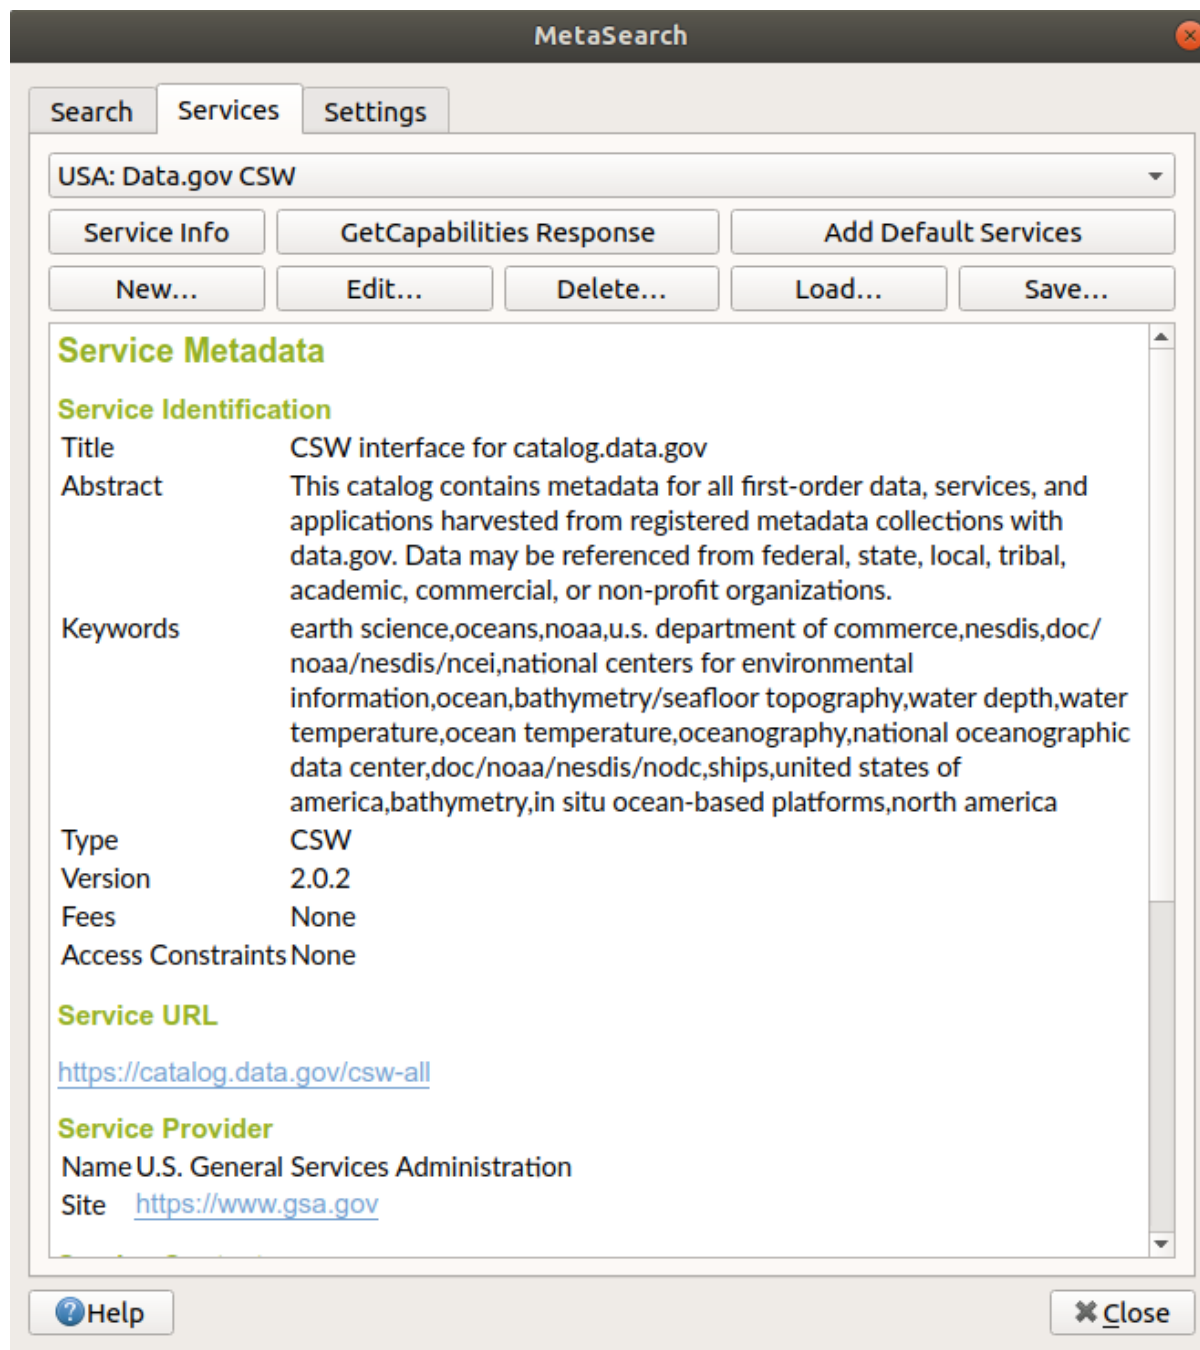 MetaSearch
Search Services Settings
USA: Data.gov CSW
Service Info GetCapabilities Response Add Default Services
New... Edit... Delete... Load... Save...
Service Metadata
Service Identification
Title CSW interface for catalog.data.gov
Abstract This catalog contains metadata for all first-order data, services, and
applications harvested from registered metadata collections with
data.gov. Data may be referenced from federal, state, local, tribal,
academic, commercial, or non-profit organizations.
Keywords earth science,oceans,noaa,u.s. department of commerce,nesdis,doc/
noaa/nesdis/ncei,national centers for environmental
information,ocean,bathymetry/seafloor topography,water depth,water
temperature,ocean temperature,oceanography,national oceanographic
data center,doc/noaa/nesdis/nodc,ships,united states of
america,bathymetry,in situ ocean-based platforms,north america
Type CSW
Version 2.0.2
Fees None
Access Constraints None
Service URL
https://catalog.data.gov/csw-all
Service Provider
Name U.S. General Services Administration
Site https://www.gsa.gov
Help Close